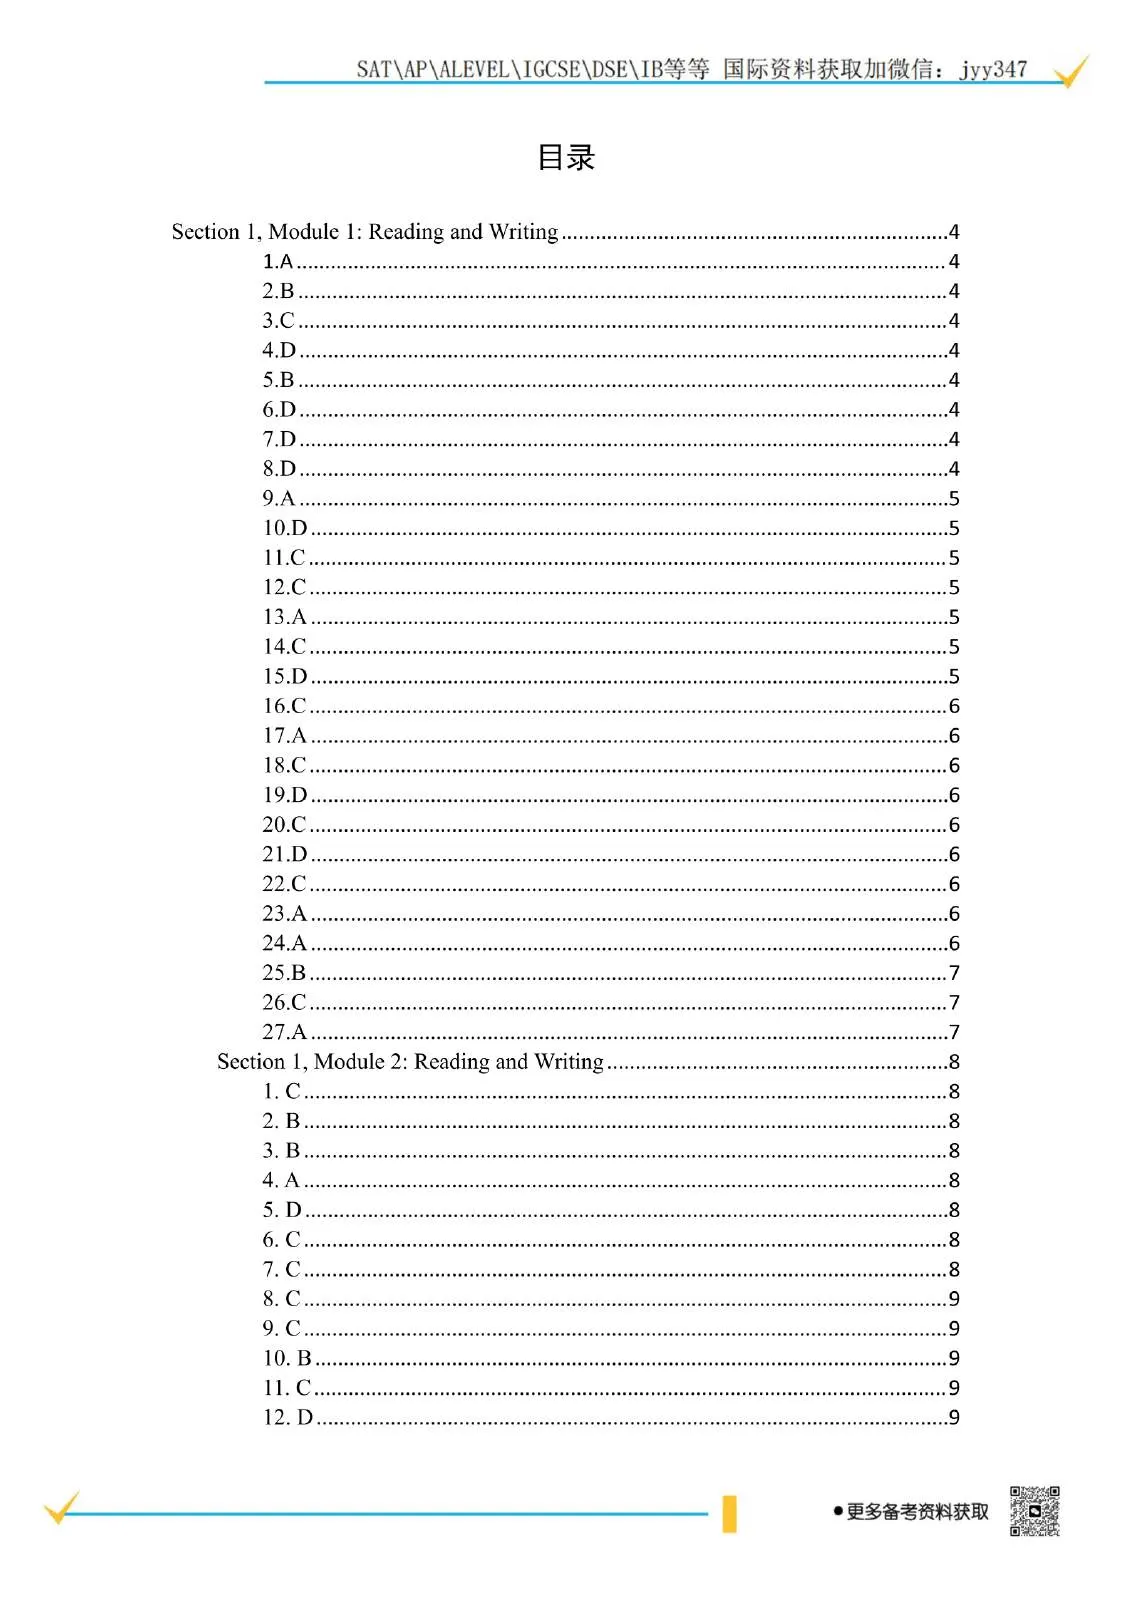 SAT\AP\ALEVEL\IGCSE\DSE\IB等等 国际资料获取加微信：jyy347
目录
Section 1, Module 1: Reading and Writing....................4
1.A....................4
2.B....................4
3.C....................4
4.D....................4
5.B....................4
6.D....................4
7.D....................4
8.D....................4
9.A....................5
10.D....................5
11.C....................5
12.C....................5
13.A....................5
14.C....................5
15.D....................5
16.C....................6
17.A....................6
18.C....................6
19.D....................6
20.C....................6
21.D....................6
22.C....................6
23.A....................6
24.A....................6
25.B....................7
26.C....................7
27.A....................7
Section 1, Module 2: Reading and Writing....................8
1. C....................8
2. B....................8
3. B....................8
4. A....................8
5. D....................8
6. C....................8
7. C....................8
8. C....................9
9. C....................9
10. B....................9
11. C....................9
12. D....................9
●更多备考资料获取